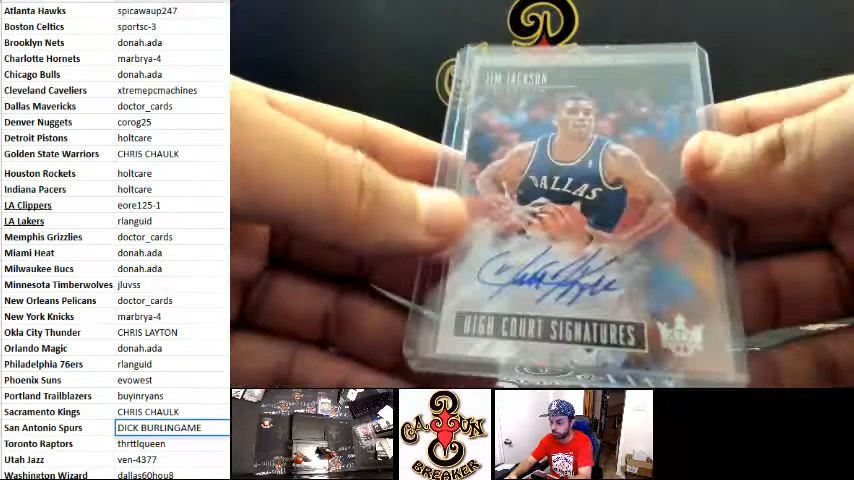 Atlanta Hawks spicawaup247
Boston Celtics sportsc-3
Brooklyn Nets donah.ada
Charlotte Hornets marbrya-4
Chicago Bulls donah.ada
Cleveland Caveliers xtremepcmachines
Dallas Mavericks doctor_cards
Denver Nuggets corog25
Detroit Pistons holtcare
Golden State Warriors CHRIS CHAULK
Houston Rockets holtcare
Indiana Pacers holtcare
LA Clippers eore125-1
LA Lakers rlanguid
Memphis Grizzlies doctor_cards
Miami Heat donah.ada
Milwaukee Bucs donah.ada
Minnesota Timberwolves jluvss
New Orleans Pelicans doctor_cards
New York Knicks marbrya-4
Okla City Thunder CHRIS LAYTON
Orlando Magic donah.ada
Philadelphia 76ers rlanguid
Phoenix Suns evowest
Portland Trailblazers buyinryans
Sacramento Kings CHRIS CHAULK
San Antonio Spurs DICK BURLINGAME
Toronto Raptors thrttlqueen
Utah Jazz ven-4377
Washington Wizard dallas60hou8
JIM JACKSON
DALLAS
HIGH COURT SIGNATURES
CAJUN
BREAKER